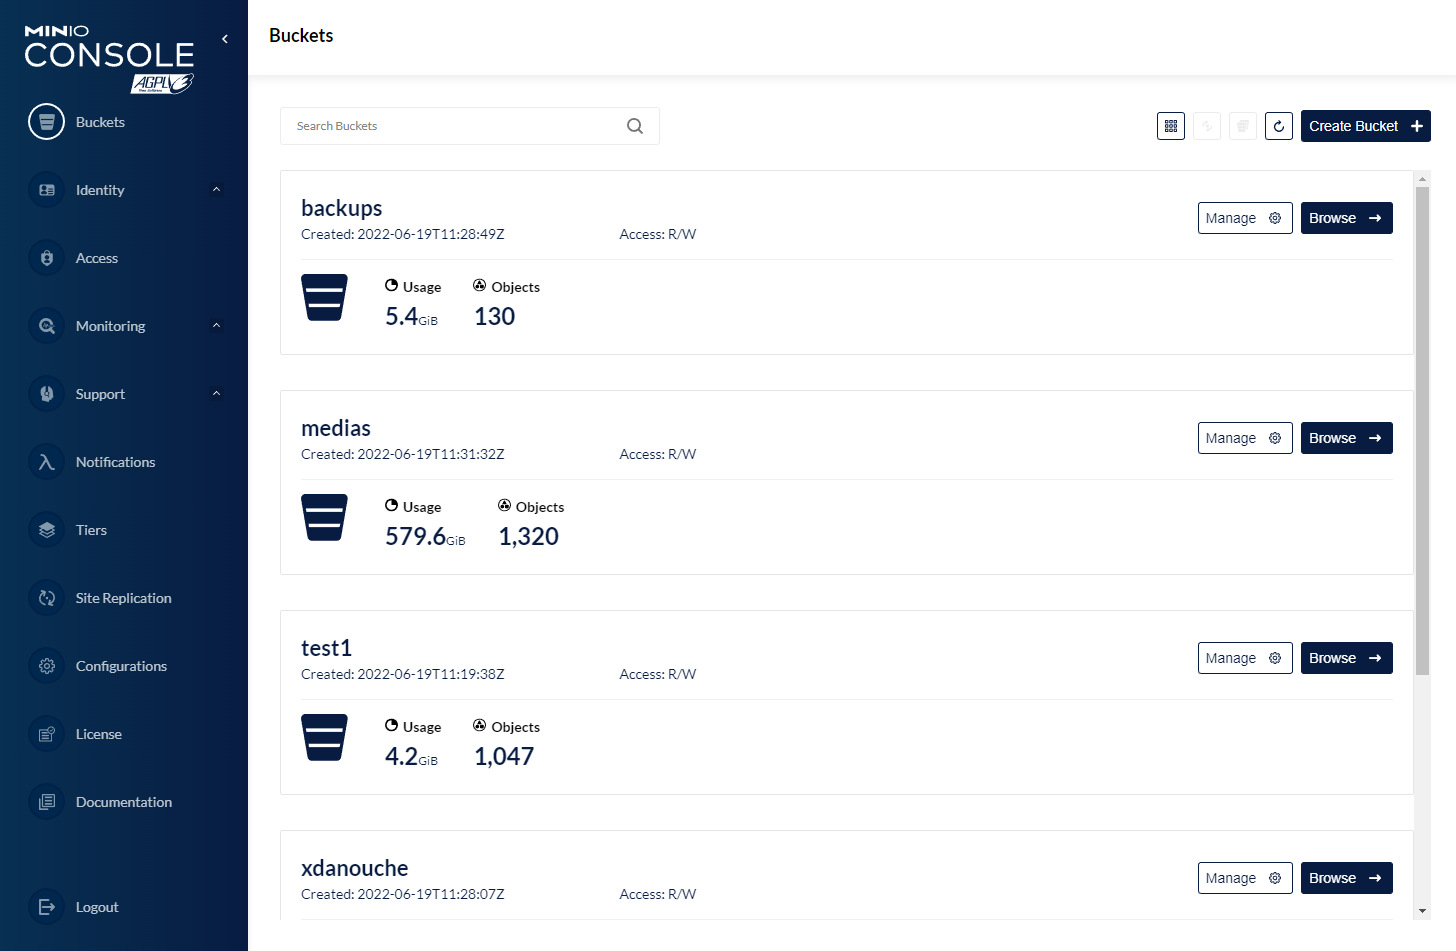 MINIO
CONSOLE
AGPL v3
Free Software
Buckets
Identity
Access
Monitoring
Support
Notifications
Tiers
Site Replication
Configurations
License
Documentation
Logout
Buckets
Search Buckets
Create Bucket
backups
Created: 2022-06-19T11:28:49Z Access: R/W
Manage Browse
Usage Objects
5.4GiB 130
medias
Created: 2022-06-19T11:31:32Z Access: R/W
Manage Browse
Usage Objects
579.6GiB 1,320
test1
Created: 2022-06-19T11:19:38Z Access: R/W
Manage Browse
Usage Objects
4.2GiB 1,047
xdanouche
Created: 2022-06-19T11:28:07Z Access: R/W
Manage Browse